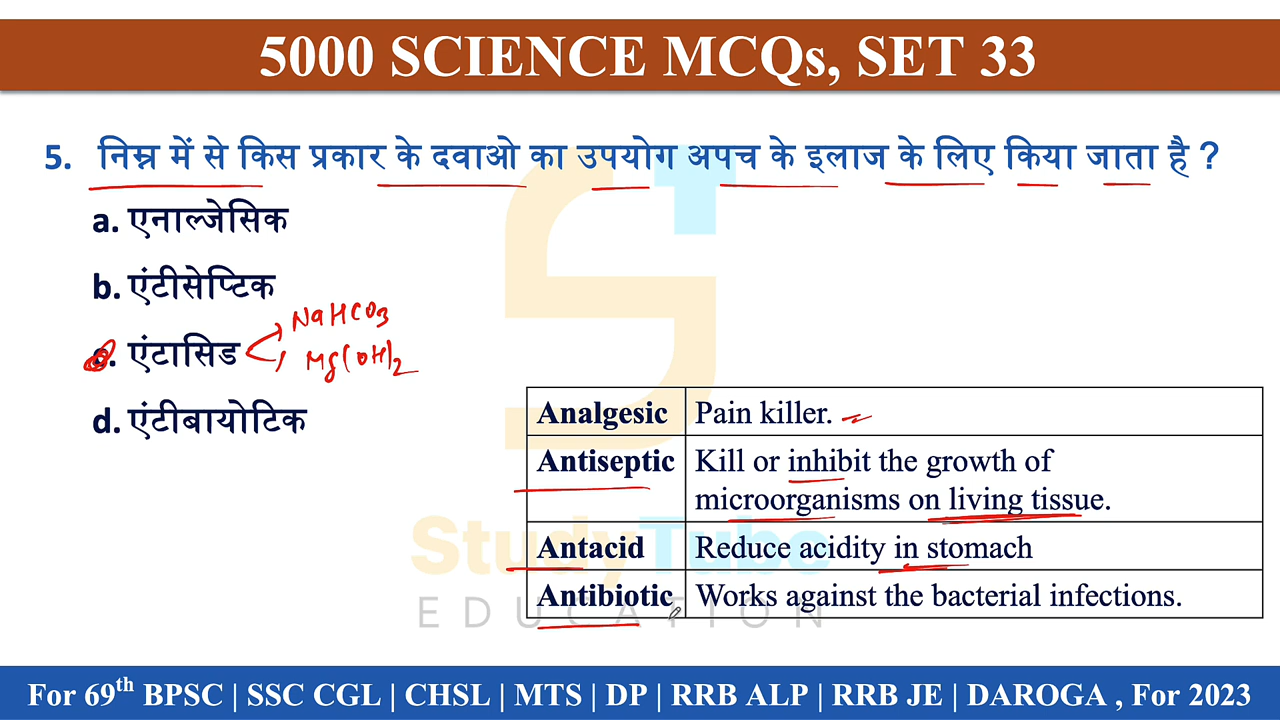 5000 SCIENCE MCQs, SET 33
5. निम्न में से किस प्रकार के दवाओ का उपयोग अपच के इलाज के लिए किया जाता है ?
a. एनाल्जेसिक
b. एंटीसेप्टिक
NaHCO3
एंटासिड
Mg(OH)2
d. एंटीबायोटिक
Analgesic Pain killer.
Antiseptic Kill or inhibit the growth of
microorganisms on living tissue.
Antacid Reduce acidity in stomach
Antibiotic Works against the bacterial infections.
StudyTube
EDUCATION
For 69th BPSC | SSC CGL | CHSL | MTS | DP | RRB ALP | RRB JE | DAROGA , For 2023